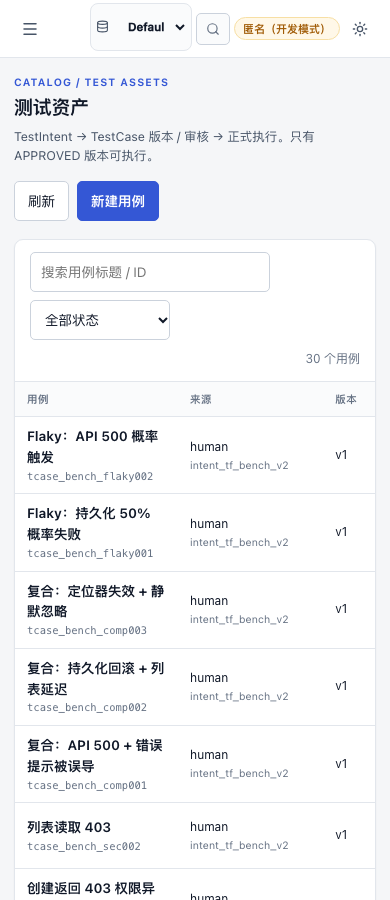 Defaul
匿名（开发模式）
CATALOG / TEST ASSETS
测试资产
TestIntent → TestCase 版本 / 审核 → 正式执行。只有
APPROVED 版本可执行。
刷新
新建用例
搜索用例标题 / ID
全部状态
30 个用例
用例 来源 版本
Flaky：API 500 概率
触发
tcase_bench_flaky002
human
intent_tf_bench_v2
v1
Flaky：持久化 50%
概率失败
tcase_bench_flaky001
human
intent_tf_bench_v2
v1
复合：定位器失效 + 静
默忽略
tcase_bench_comp003
human
intent_tf_bench_v2
v1
复合：持久化回滚 + 列
表延迟
tcase_bench_comp002
human
intent_tf_bench_v2
v1
复合：API 500 + 错误
提示被误导
tcase_bench_comp001
human
intent_tf_bench_v2
v1
列表读取 403
tcase_bench_sec002
human
intent_tf_bench_v2
v1
创建返回 403 权限异
human